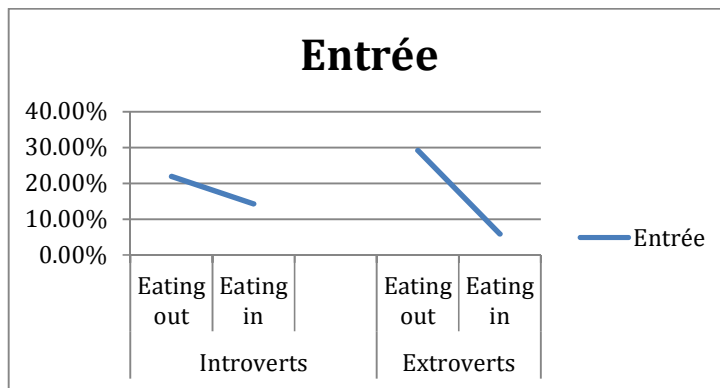 Entrée
40.00%
30.00%
20.00%
10.00%
0.00%
Entrée
Eating Eating Eating Eating
out in out in
Introverts Extroverts